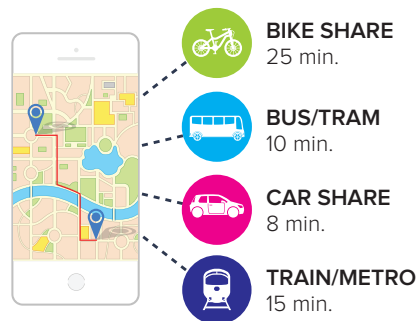 BIKE SHARE
25 min.
BUS/TRAM
10 min.
CAR SHARE
8 min.
TRAIN/METRO
15 min.